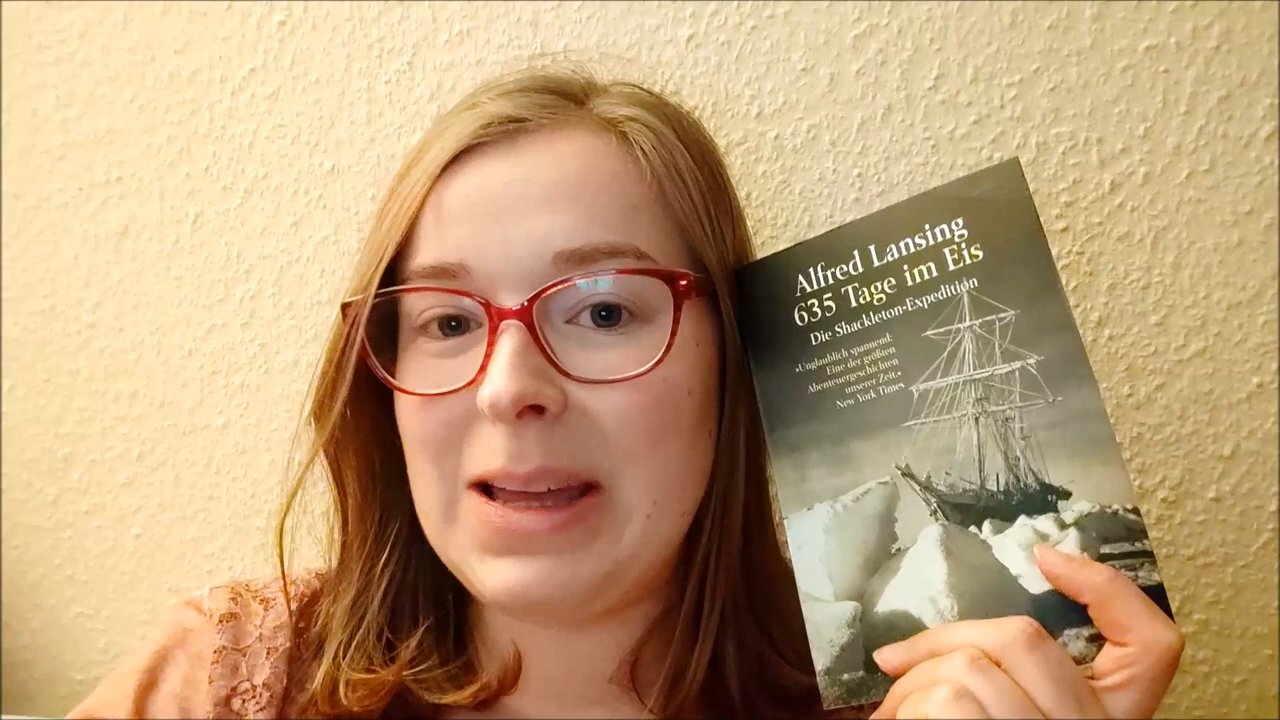 Alfred Lansing
635 Tage im Eis
Die Shackleton-Expedition
»Unglaublich spannend:
Eine der größten
Abenteuergeschichten
unserer Zeit.«
New York Times